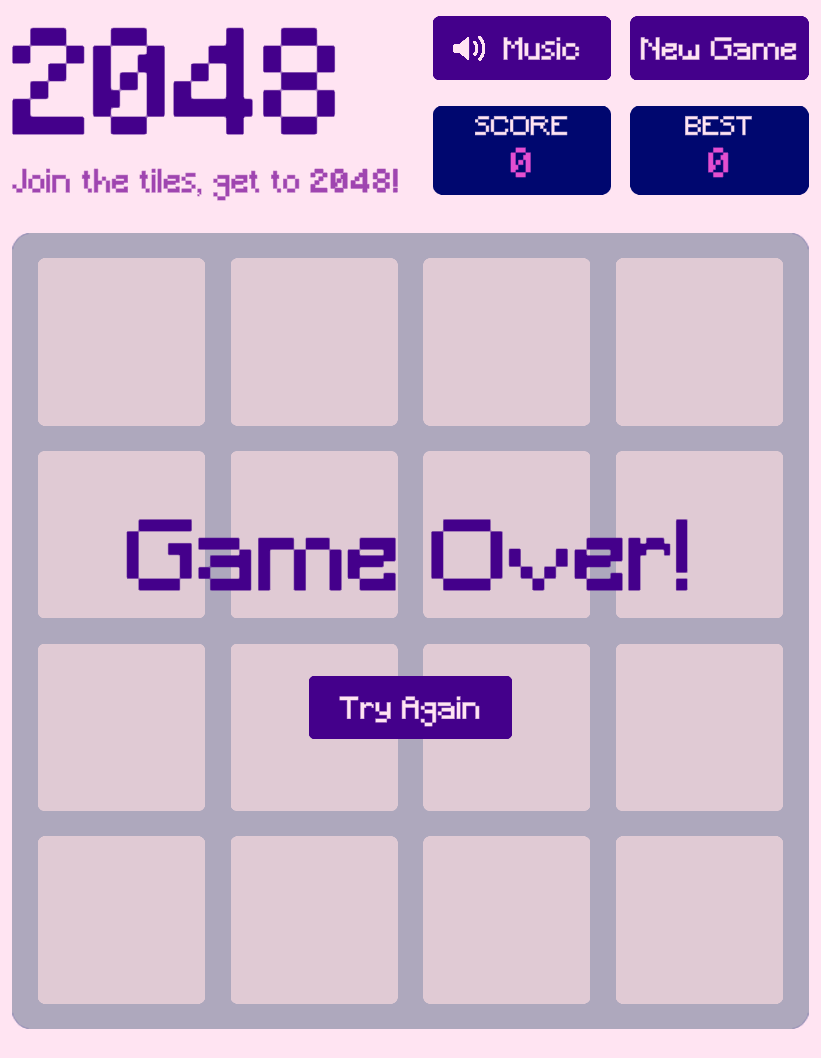 2048
Join the tiles, get to 2048!
Music
New Game
SCORE
0
BEST
0
Game Over!
Try Again